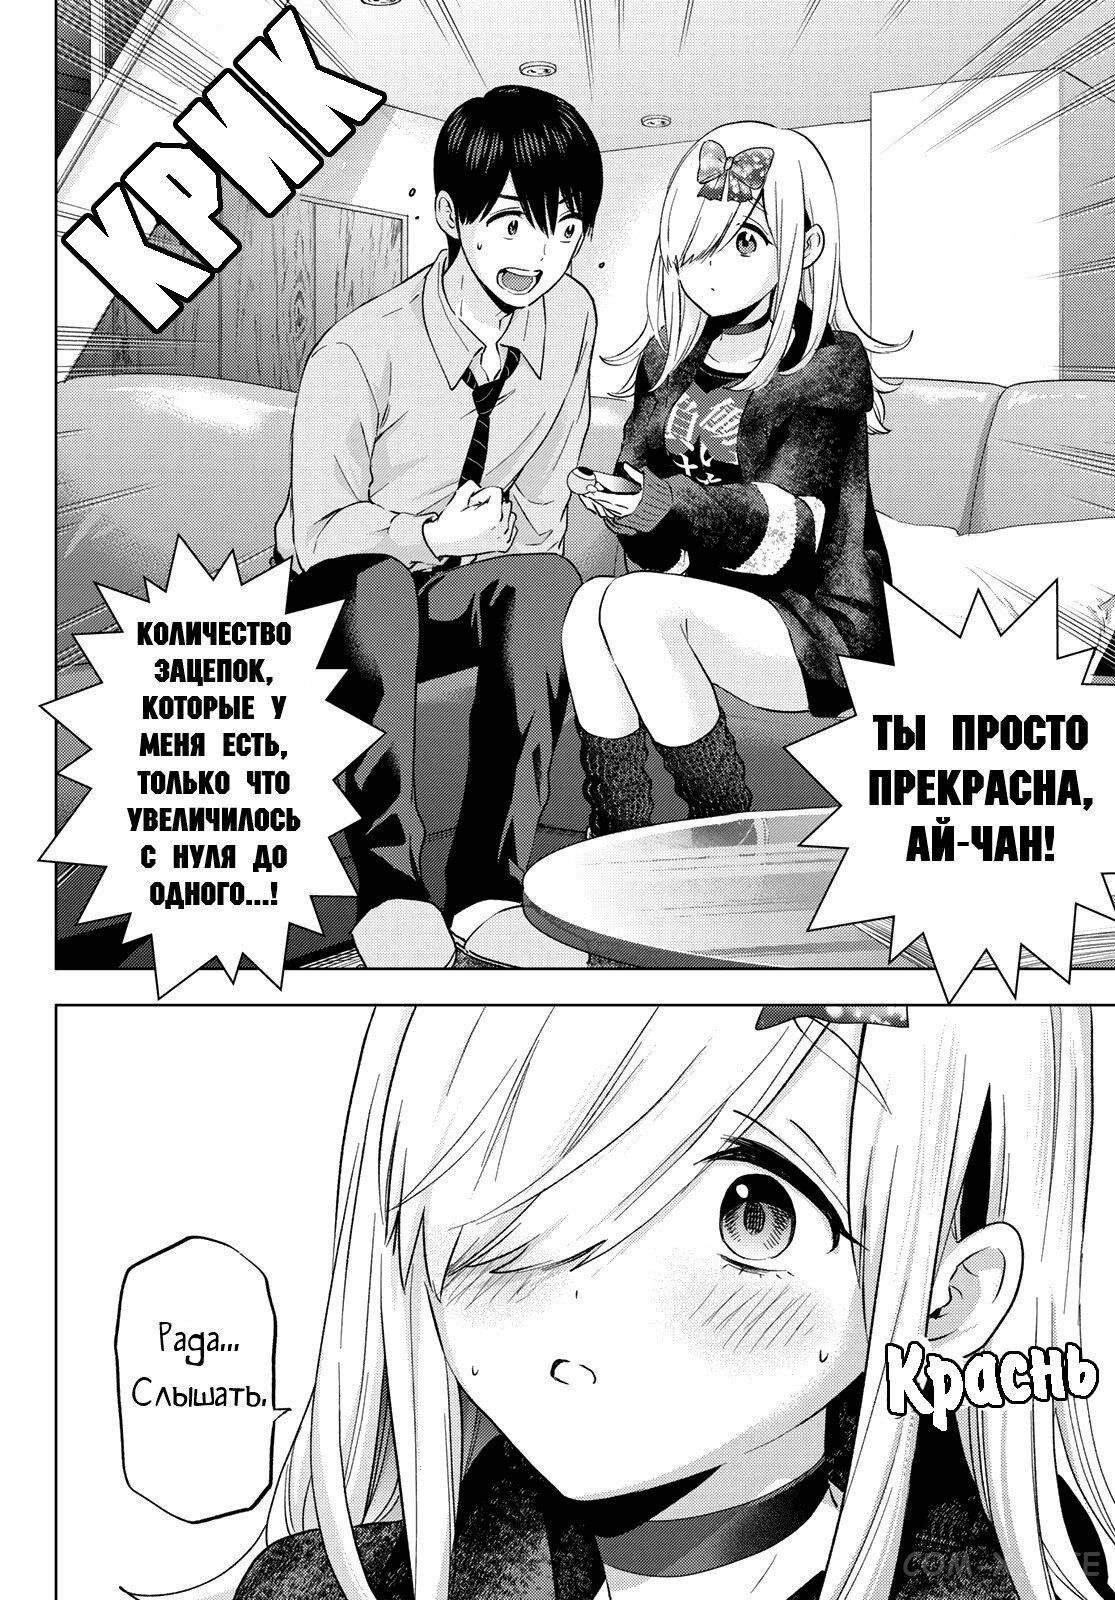 КРИК
ТЫ ПРОСТО
ПРЕКРАСНА,
АЙ-ЧАН!
КОЛИЧЕСТВО
ЗАЦЕПОК,
КОТОРЫЕ У
МЕНЯ ЕСТЬ,
ТОЛЬКО ЧТО
УВЕЛИЧИЛОСЬ
С НУЛЯ ДО
ОДНОГО...!
Рада...
Слышать.
Краснь